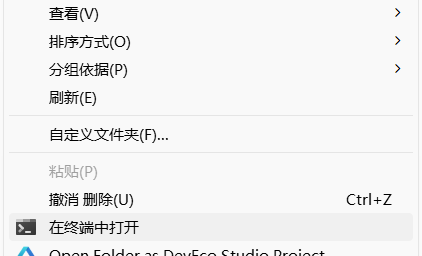 查看(V)
排序方式(O)
分组依据(P)
刷新(E)
自定义文件夹(F)...
粘贴(P)
撤消 删除(U) Ctrl+Z
在终端中打开
Open Folder as DevEco Studio Project